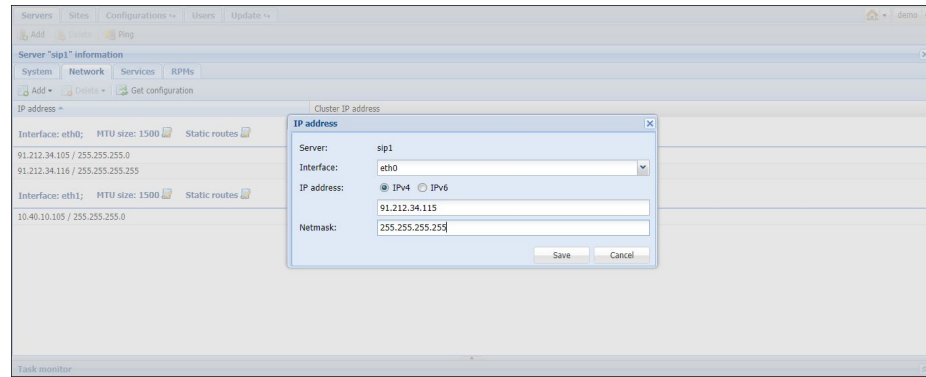 Servers Sites Configurations Users Update demo
Add Delete Ping
Server "sip1" information
System Network Services RPMs
Add Delete Get configuration
IP address Cluster IP address
Interface: eth0; MTU size: 1500 Static routes
91.212.34.105 / 255.255.255.0
91.212.34.116 / 255.255.255.255
Interface: eth1; MTU size: 1500 Static routes
10.40.10.105 / 255.255.255.0
IP address
Server: sip1
Interface: eth0
IP address: IPv4 IPv6
91.212.34.115
Netmask: 255.255.255.255
Save Cancel
Task monitor